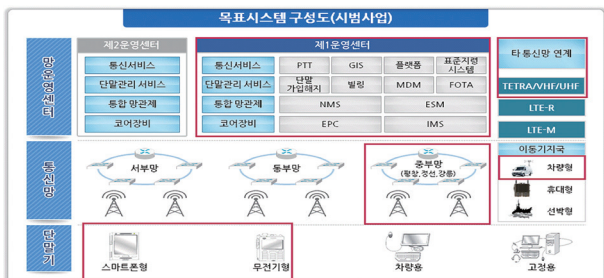 목표시스템 구성도(시범사업)
망운영센터
제2운영센터
통신서비스
단말관리 서비스
통합 망관제
코어장비
제1운영센터
통신서비스
PTT
GIS
플랫폼
표준지령
시스템
단말관리 서비스
단말
가입해지
빌링
MDM
FOTA
통합 망관제
NMS
ESM
코어장비
EPC
IMS
타 통신망 연계
TETRA/VHF/UHF
LTE-R
LTE-M
이동기지국
차량형
휴대형
선박형
통신망
서부망
동부망
중부망
(평창,정선,강릉)
단말기
스마트폰형
무전기형
차량용
고정용